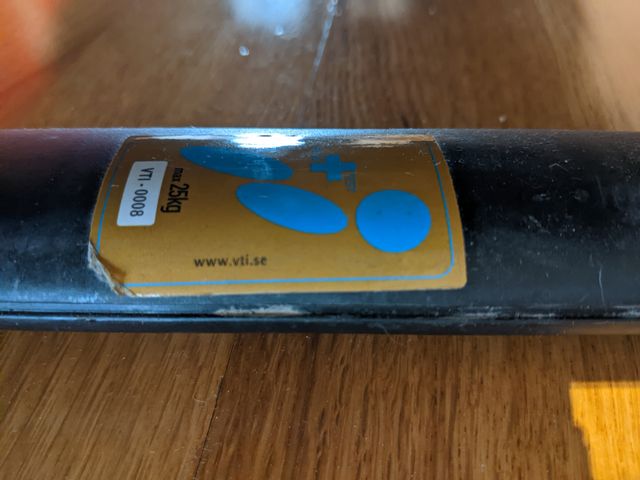 VTI - 0008
max 25kg
www.vti.se